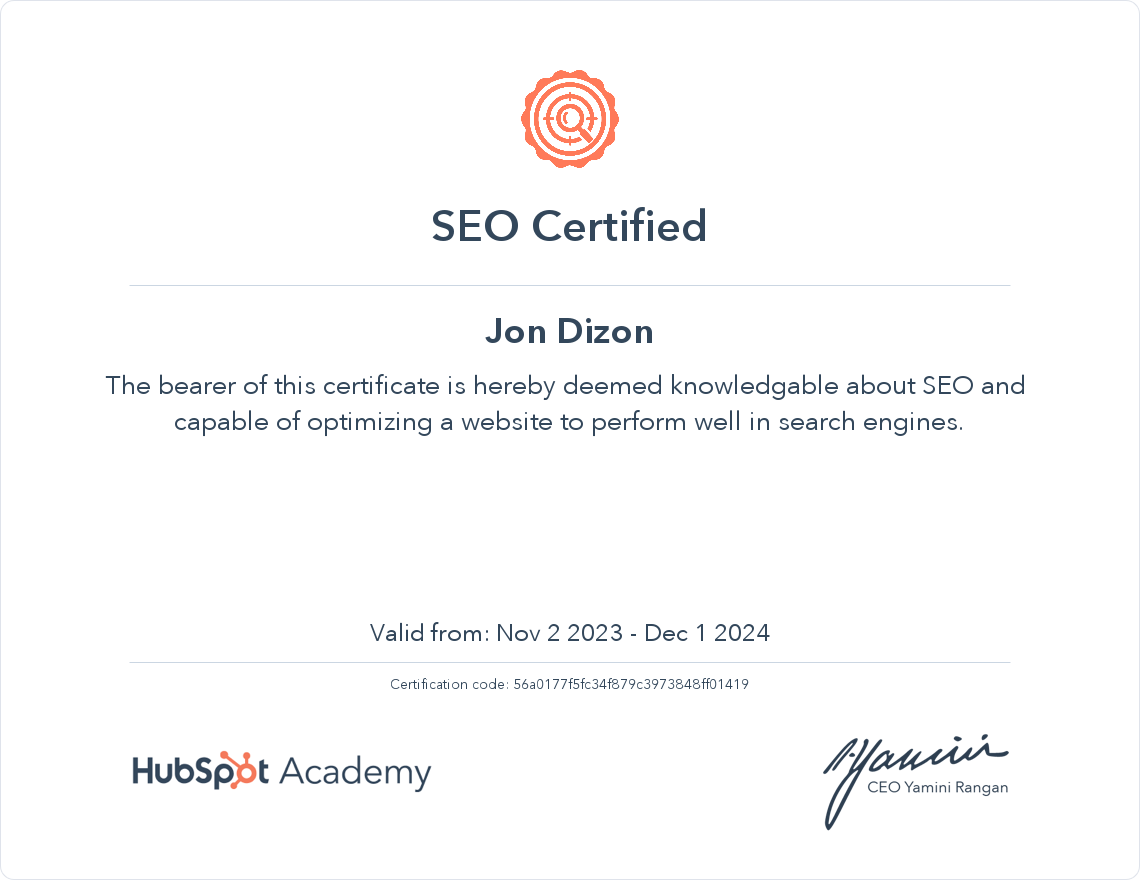 SEO Certified
Jon Dizon
The bearer of this certificate is hereby deemed knowledgable about SEO and
capable of optimizing a website to perform well in search engines.
Valid from: Nov 2 2023 - Dec 1 2024
Certification code: 56a0177f5fc34f879c3973848ff01419
HubSpot Academy
Yamini
CEO Yamini Rangan